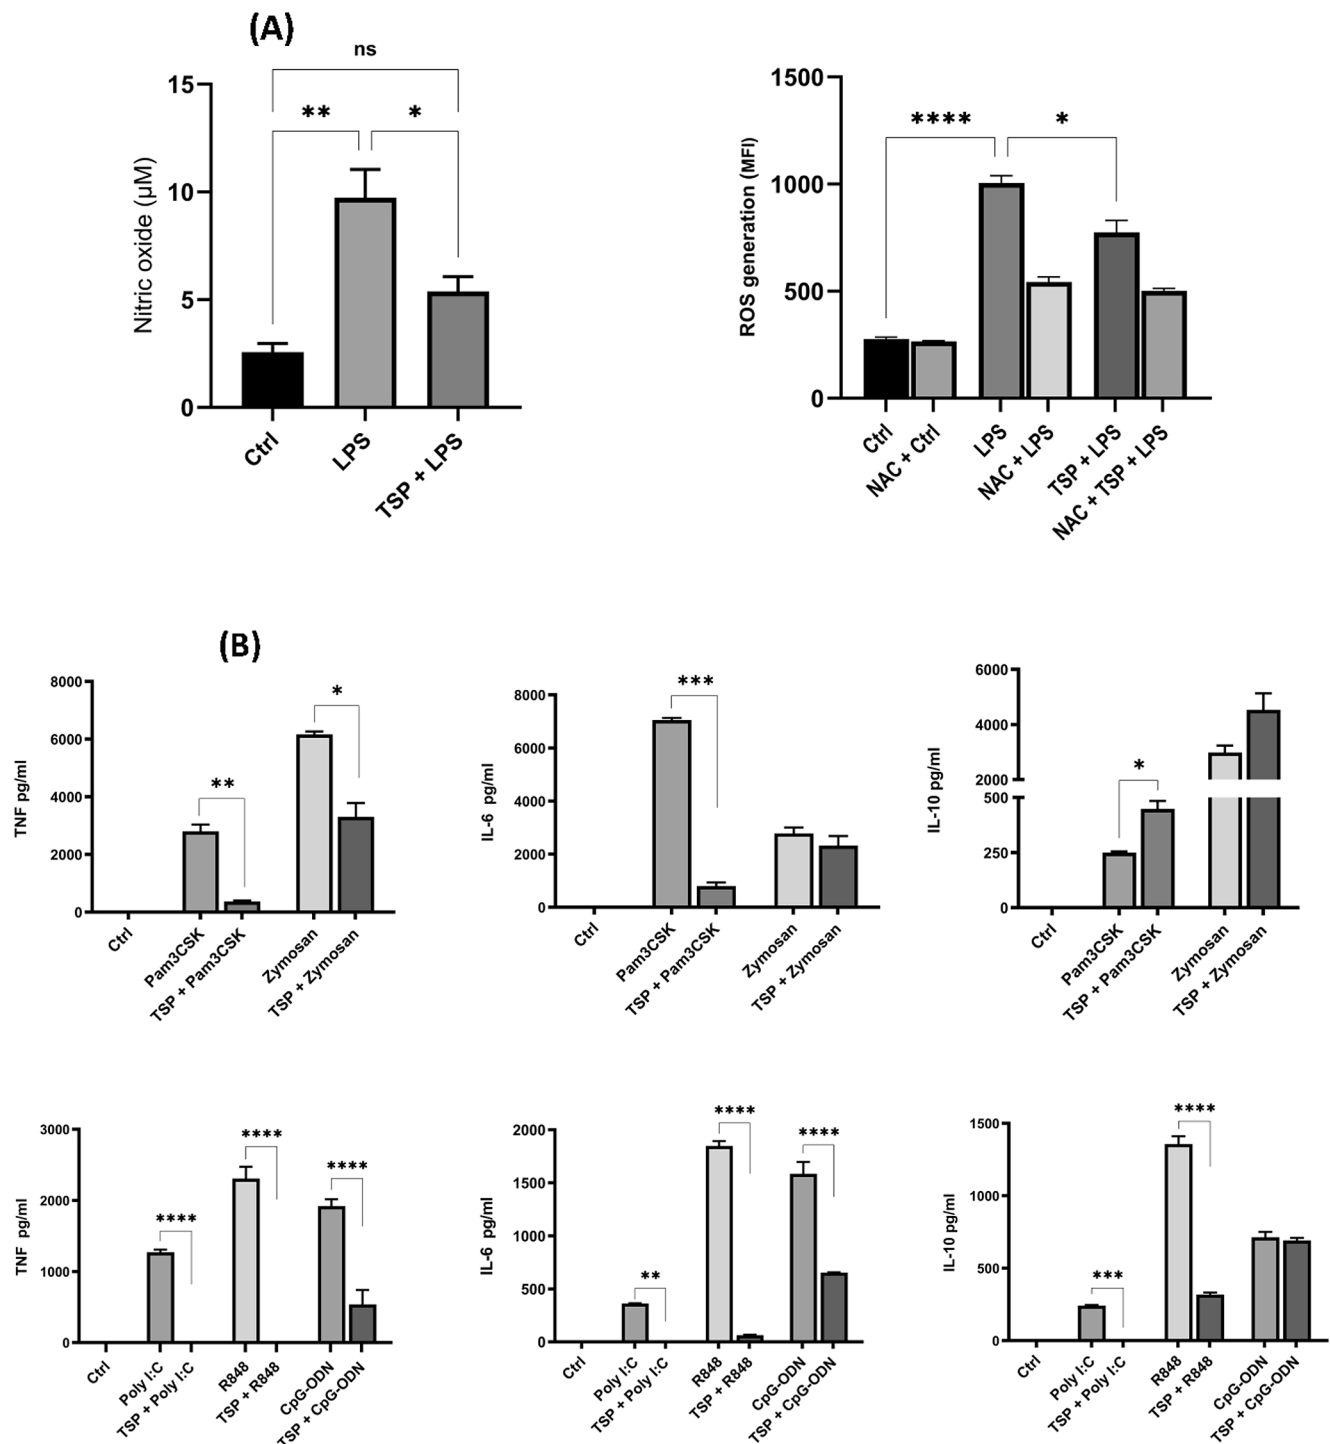 (A)
ns
** *
15
10
5
0
Nitric oxide (µM)
Ctrl
LPS
TSP + LPS
**** *
1500
1000
500
0
ROS generation (MFI)
Ctrl
NAC + Ctrl
LPS
NAC + LPS
TSP + LPS
NAC + TSP + LPS
(B)
** *
8000
6000
4000
2000
0
TNF pg/ml
Ctrl
Pam3CSK
TSP + Pam3CSK
Zymosan
TSP + Zymosan
***
8000
6000
4000
2000
0
IL-6 pg/ml
Ctrl
Pam3CSK
TSP + Pam3CSK
Zymosan
TSP + Zymosan
*
6000
4000
2000
500
250
0
IL-10 pg/ml
Ctrl
Pam3CSK
TSP + Pam3CSK
Zymosan
TSP + Zymosan
**** **** ****
3000
2000
1000
0
TNF pg/ml
Ctrl
Poly I:C
TSP + Poly I:C
R848
TSP + R848
CpG-ODN
TSP + CpG-ODN
** **** ****
2000
1500
1000
500
0
IL-6 pg/ml
Ctrl
Poly I:C
TSP + Poly I:C
R848
TSP + R848
CpG-ODN
TSP + CpG-ODN
*** ****
1500
1000
500
0
IL-10 pg/ml
Ctrl
Poly I:C
TSP + Poly I:C
R848
TSP + R848
CpG-ODN
TSP + CpG-ODN